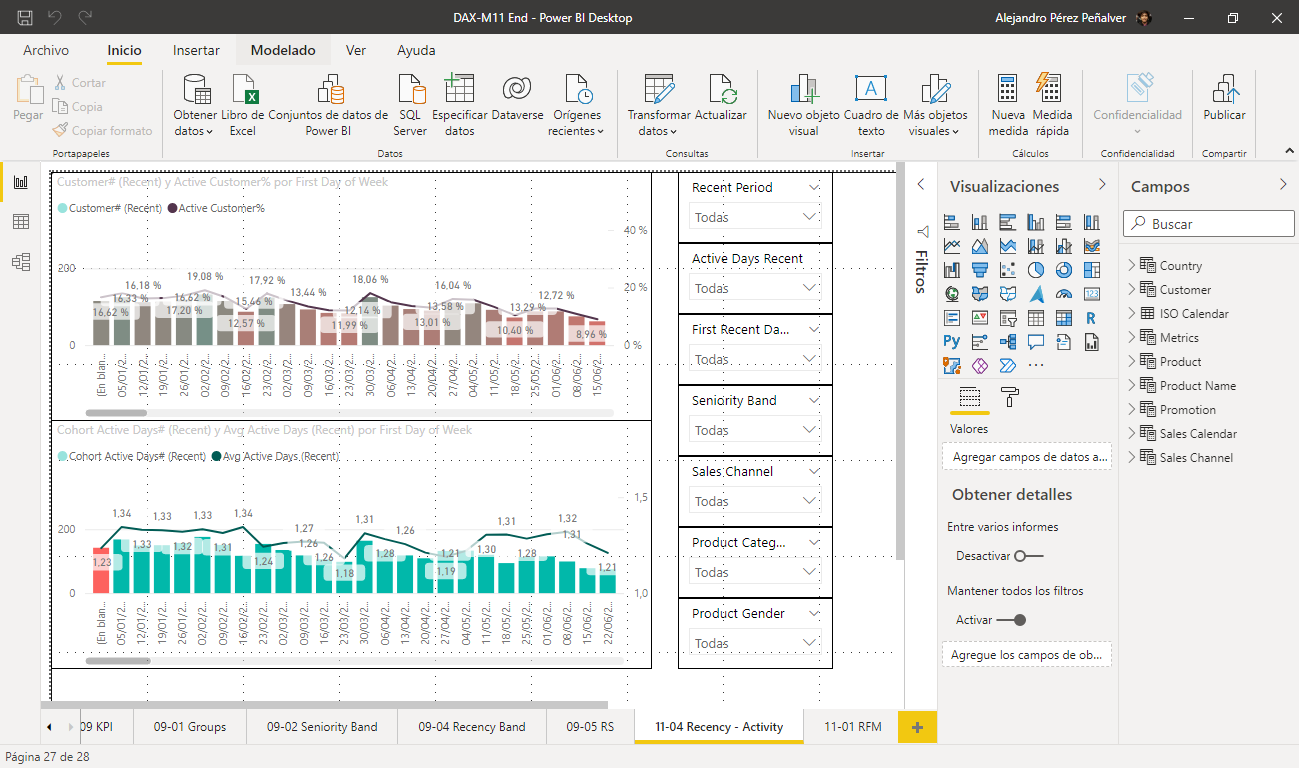 DAX-M11 End - Power BI Desktop
Alejandro Pérez Peñalver
Archivo Inicio Insertar Modelado Ver Ayuda
Pegar
Cortar
Copia
Copiar formato
Portapapeles
Obtener datos
Libro de Excel
Conjuntos de datos de Power BI
SQL Server
Especificar datos
Dataverse
Orígenes recientes
Datos
Transformar datos
Actualizar
Consultas
Nuevo objeto visual
Cuadro de texto
Más objetos visuales
Insertar
Nueva medida
Medida rápida
Cálculos
Confidencialidad
Confidencialidad
Publicar
Compartir
Customer# (Recent) y Active Customer% por First Day of Week
Customer# (Recent) Active Customer%
40 %
200
20 %
0
0 %
16,62 % 16,33 % 16,18 % 17,20 % 16,62 % 19,08 % 12,57 % 15,46 % 17,92 % 13,44 % 11,99 % 12,14 % 18,06 % 13,01 % 13,58 % 16,04 % 10,40 % 13,29 % 12,72 % 8,96 %
(En blan... 05/01/2... 12/01/2... 19/01/2... 26/01/2... 02/02/2... 09/02/2... 16/02/2... 23/02/2... 02/03/2... 09/03/2... 16/03/2... 23/03/2... 30/03/2... 06/04/2... 13/04/2... 20/04/2... 27/04/2... 04/05/2... 11/05/2... 18/05/2... 25/05/2... 01/06/2... 08/06/2... 15/06/2...
Cohort Active Days# (Recent) y Avg Active Days (Recent) por First Day of Week
Cohort Active Days# (Recent) Avg Active Days (Recent)
1,5
200
0
1,0
1,23 1,34 1,33 1,33 1,32 1,33 1,31 1,34 1,24 1,27 1,26 1,26 1,18 1,31 1,28 1,26 1,19 1,21 1,30 1,31 1,28 1,32 1,31 1,21
(En blan... 05/01/2... 12/01/2... 19/01/2... 26/01/2... 02/02/2... 09/02/2... 16/02/2... 23/02/2... 02/03/2... 09/03/2... 16/03/2... 23/03/2... 30/03/2... 06/04/2... 13/04/2... 20/04/2... 27/04/2... 04/05/2... 11/05/2... 18/05/2... 25/05/2... 01/06/2... 08/06/2... 15/06/2... 22/06/2...
Recent Period
Todas
Active Days Recent
Todas
First Recent Da...
Todas
Seniority Band
Todas
Sales Channel
Todas
Product Categ...
Todas
Product Gender
Todas
Filtros
Visualizaciones
123
R
Py
Valores
Agregar campos de datos a...
Obtener detalles
Entre varios informes
Desactivar
Mantener todos los filtros
Activar
Agregue los campos de ob...
Campos
Buscar
Country
Customer
ISO Calendar
Metrics
Product
Product Name
Promotion
Sales Calendar
Sales Channel
09 KPI
09-01 Groups
09-02 Seniority Band
09-04 Recency Band
09-05 RS
11-04 Recency - Activity
11-01 RFM
Página 27 de 28